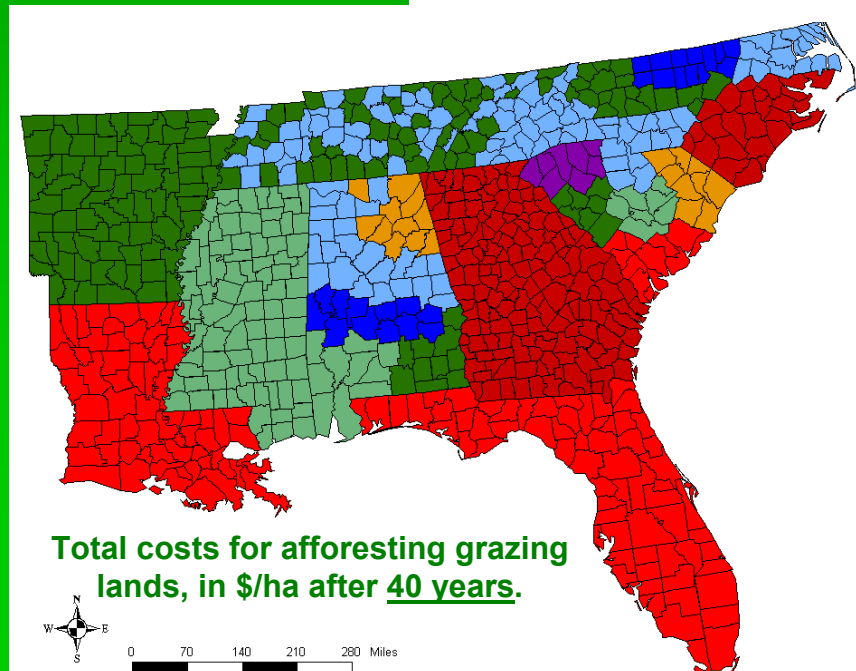 Total costs for afforesting grazing
lands, in $/ha after 40 years.
N
W E
S
0 70 140 210 280 Miles